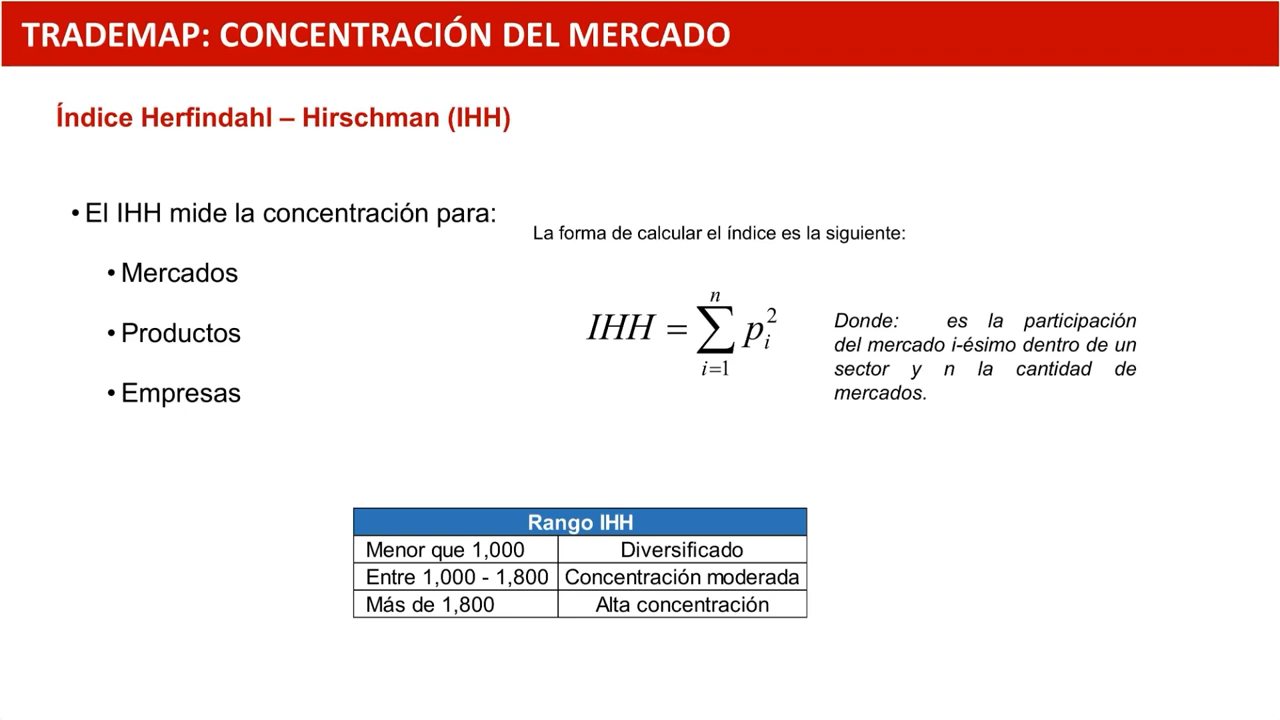 TRADEMAP: CONCENTRACIÓN DEL MERCADO
Índice Herfindahl – Hirschman (IHH)
• El IHH mide la concentración para:
• Mercados
• Productos
• Empresas
La forma de calcular el índice es la siguiente:
IHH = ∑_{i=1}^{n} p_i^2
Donde: es la participación
del mercado i-ésimo dentro de un
sector y n la cantidad de
mercados.
Rango IHH
Menor que 1,000 Diversificado
Entre 1,000 - 1,800 Concentración moderada
Más de 1,800 Alta concentración